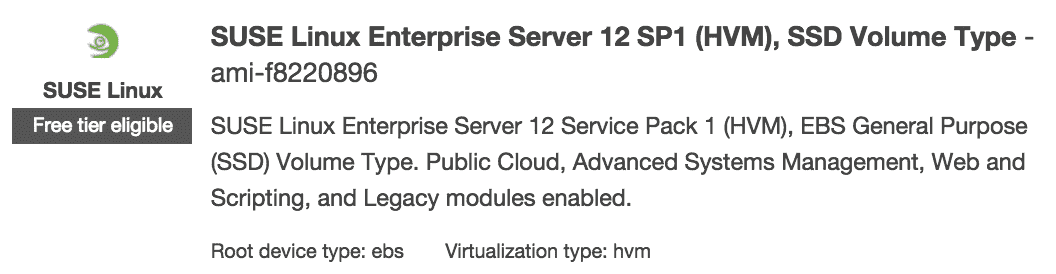 SUSE Linux
Free tier eligible
SUSE Linux Enterprise Server 12 SP1 (HVM), SSD Volume Type -
ami-f8220896
SUSE Linux Enterprise Server 12 Service Pack 1 (HVM), EBS General Purpose
(SSD) Volume Type. Public Cloud, Advanced Systems Management, Web and
Scripting, and Legacy modules enabled.
Root device type: ebs Virtualization type: hvm